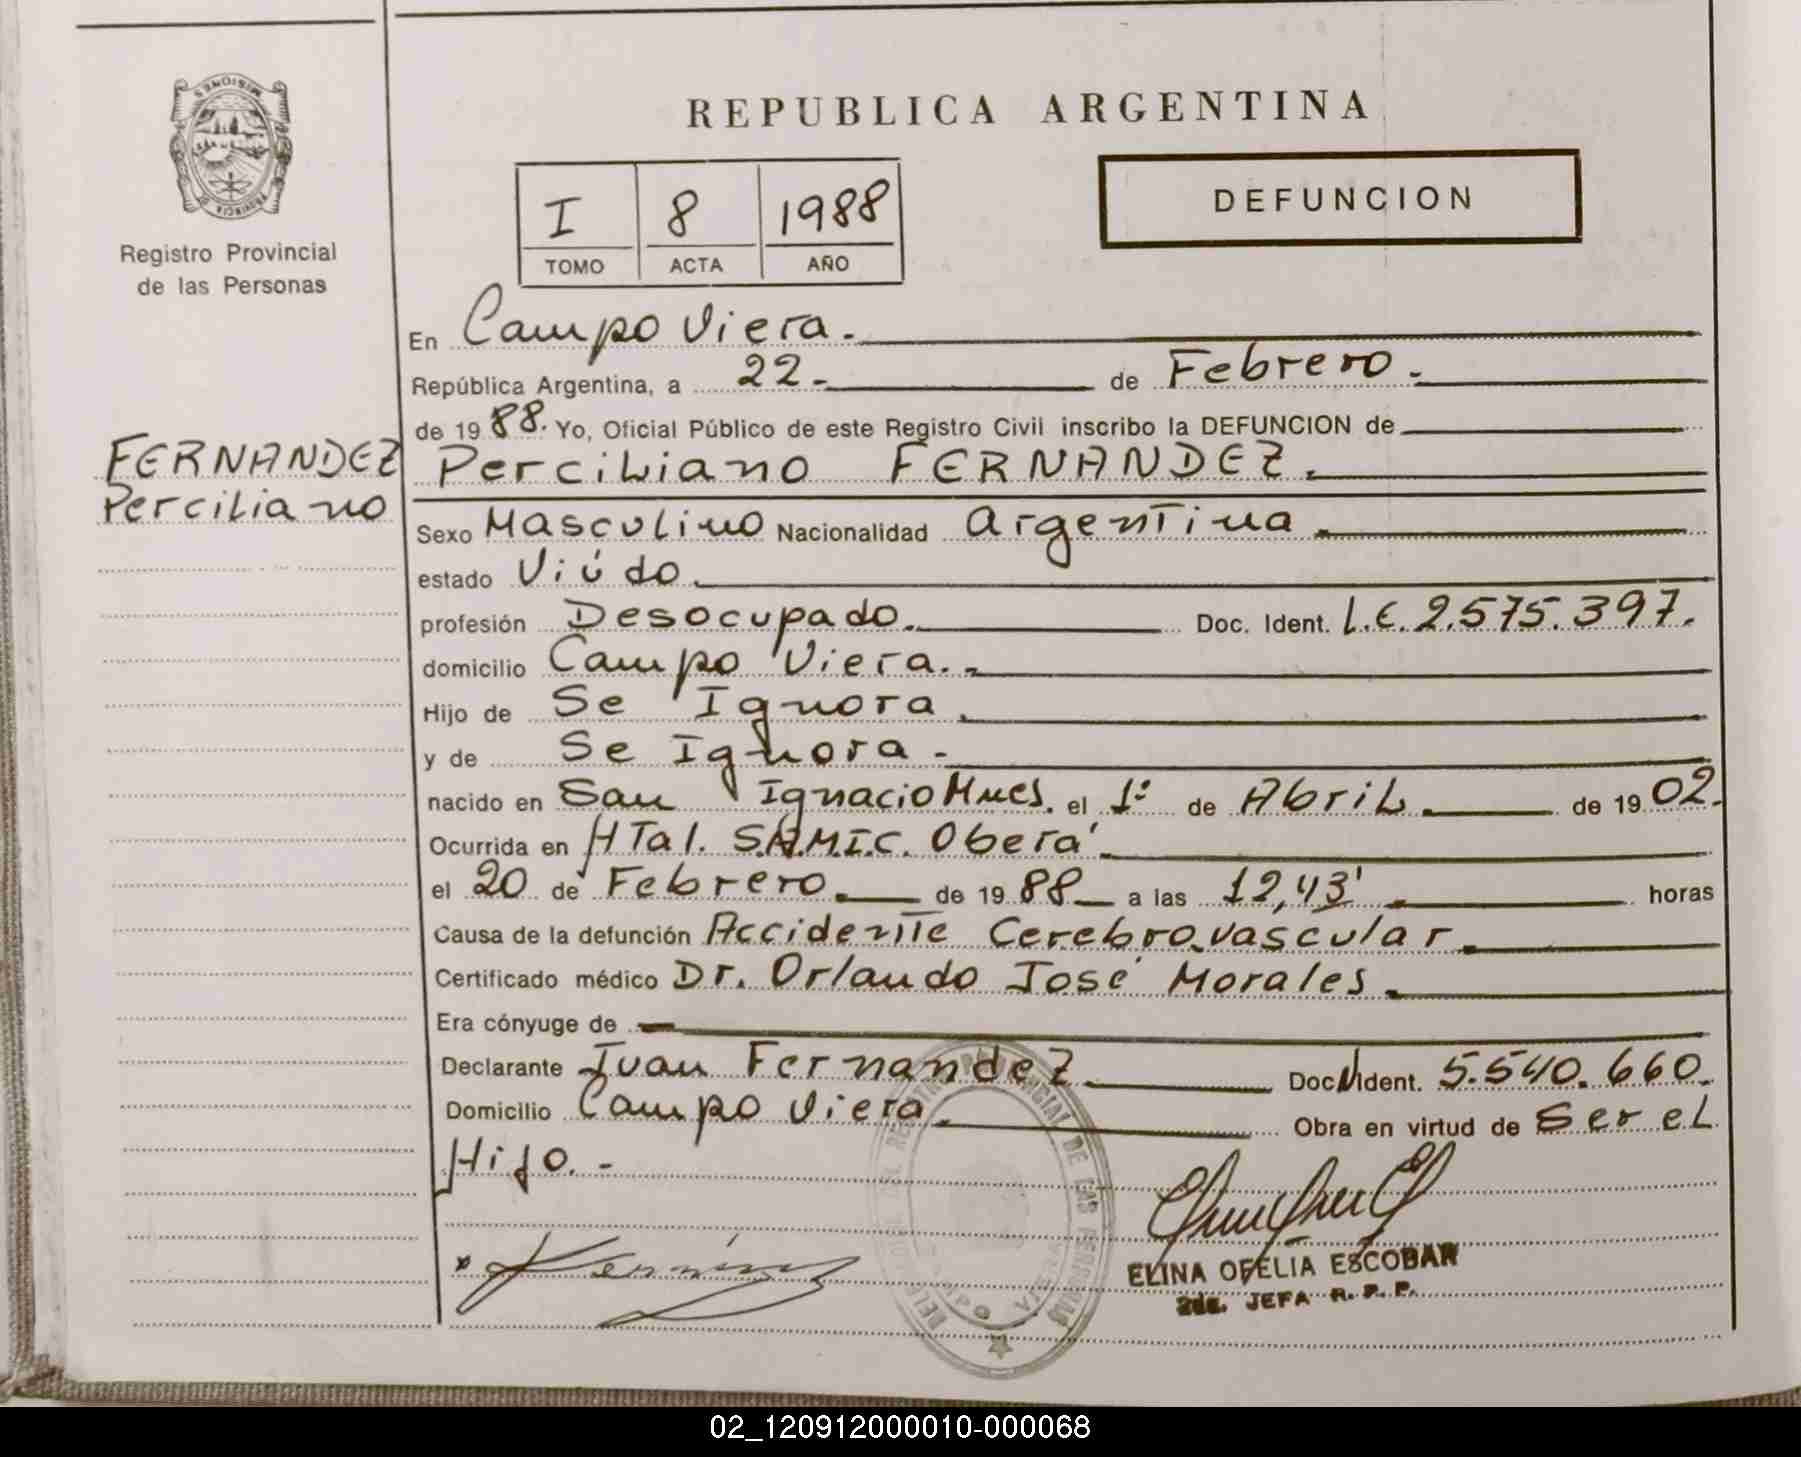 MISIONES
PROVINCIA DE
Registro Provincial
de las Personas
FERNANDEZ
Perciliano
REPUBLICA ARGENTINA
DEFUNCION
I 8 1988
TOMO ACTA AÑO
En Campo Viera.
República Argentina, a 22- de Febrero.
de 1988. Yo, Oficial Público de este Registro Civil inscribo la DEFUNCION de
Perciliano FERNANDEZ.
Sexo Masculino Nacionalidad Argentina.
estado Viúdo.
profesión Desocupado. Doc. Ident. L.E. 2.575.397.
domicilio Campo Viera.
Hijo de Se Ignora.
y de Se Ignora -
nacido en San Ignacio Mnes. el 1º de Abril. de 1902.
Ocurrida en HTal. S.A.M.I.C. Oberá.
el 20 de Febrero. de 1988 a las 12,43' horas
Causa de la defunción Accidente Cerebro vascular.
Certificado médico Dr. Orlando José Morales.
Era cónyuge de -
Declarante Juan Fernandez. Doc Ident. 5.540.660.
Domicilio Campo Viera. Obra en virtud de Ser el
Hijo. -
ELINA OFELIA ESCOBAR
2da. JEFA R. P. P.
02_120912000010-000068